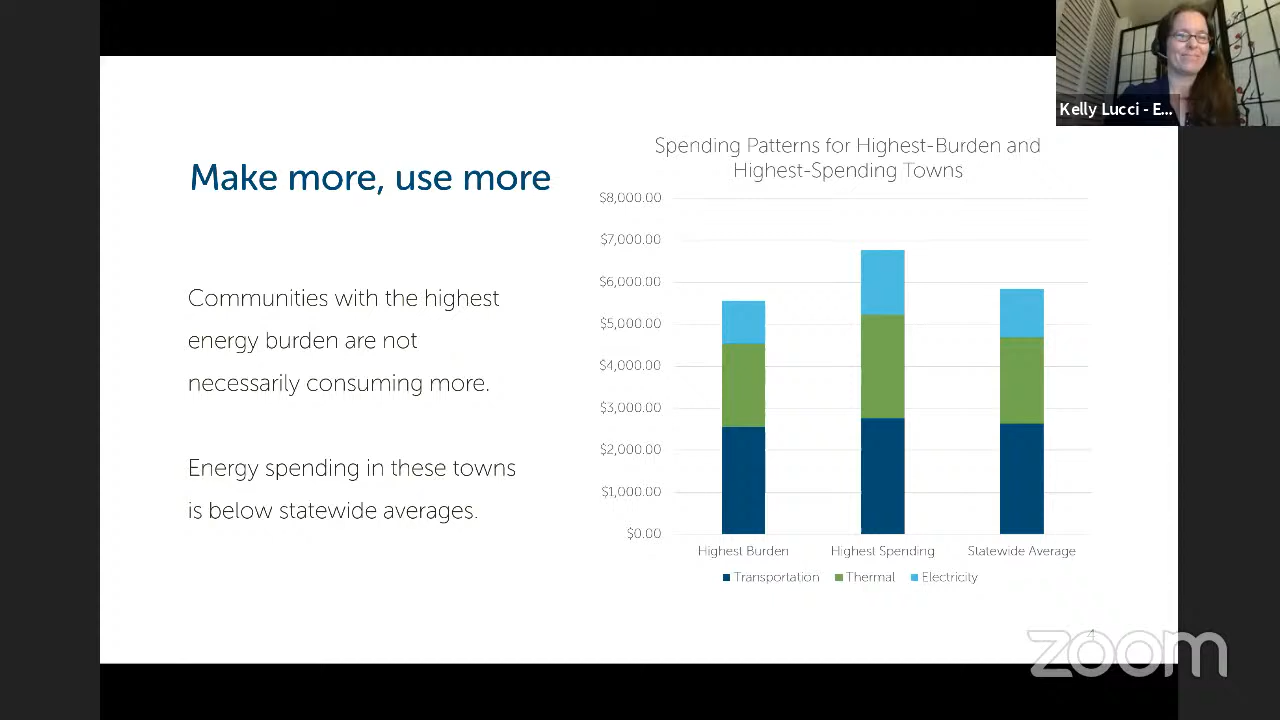 Kelly Lucci - E...
Make more, use more
Communities with the highest
energy burden are not
necessarily consuming more.
Energy spending in these towns
is below statewide averages.
Spending Patterns for Highest-Burden and
Highest-Spending Towns
$8,000.00
$7,000.00
$6,000.00
$5,000.00
$4,000.00
$3,000.00
$2,000.00
$1,000.00
$0.00
Highest Burden Highest Spending Statewide Average
Transportation Thermal Electricity
4
zoom